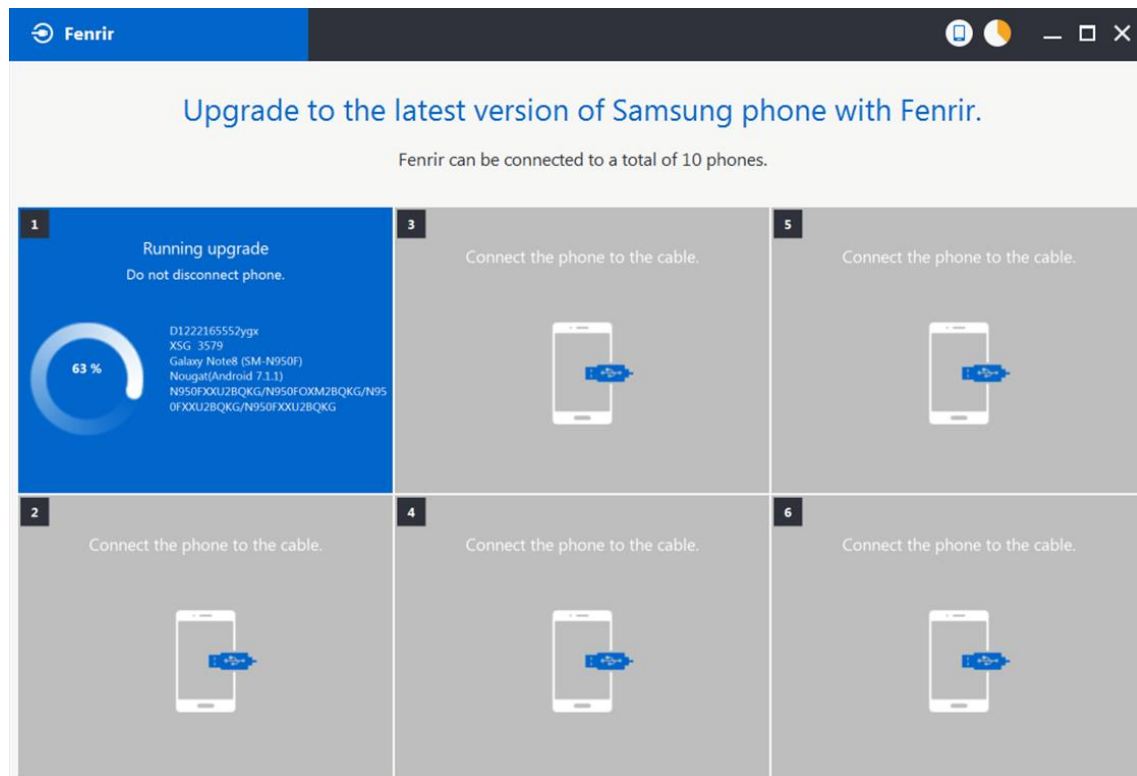 Fenrir
Upgrade to the latest version of Samsung phone with Fenrir.
Fenrir can be connected to a total of 10 phones.
1
Running upgrade
Do not disconnect phone.
63 %
D1222165552ygx
XSG 3579
Galaxy Note8 (SM-N950F)
Nougat(Android 7.1.1)
N950FXXU2BQKG/N950FOXM2BQKG/N95
0FXXU2BQKG/N950FXXU2BQKG
3
Connect the phone to the cable.
5
Connect the phone to the cable.
2
Connect the phone to the cable.
4
Connect the phone to the cable.
6
Connect the phone to the cable.